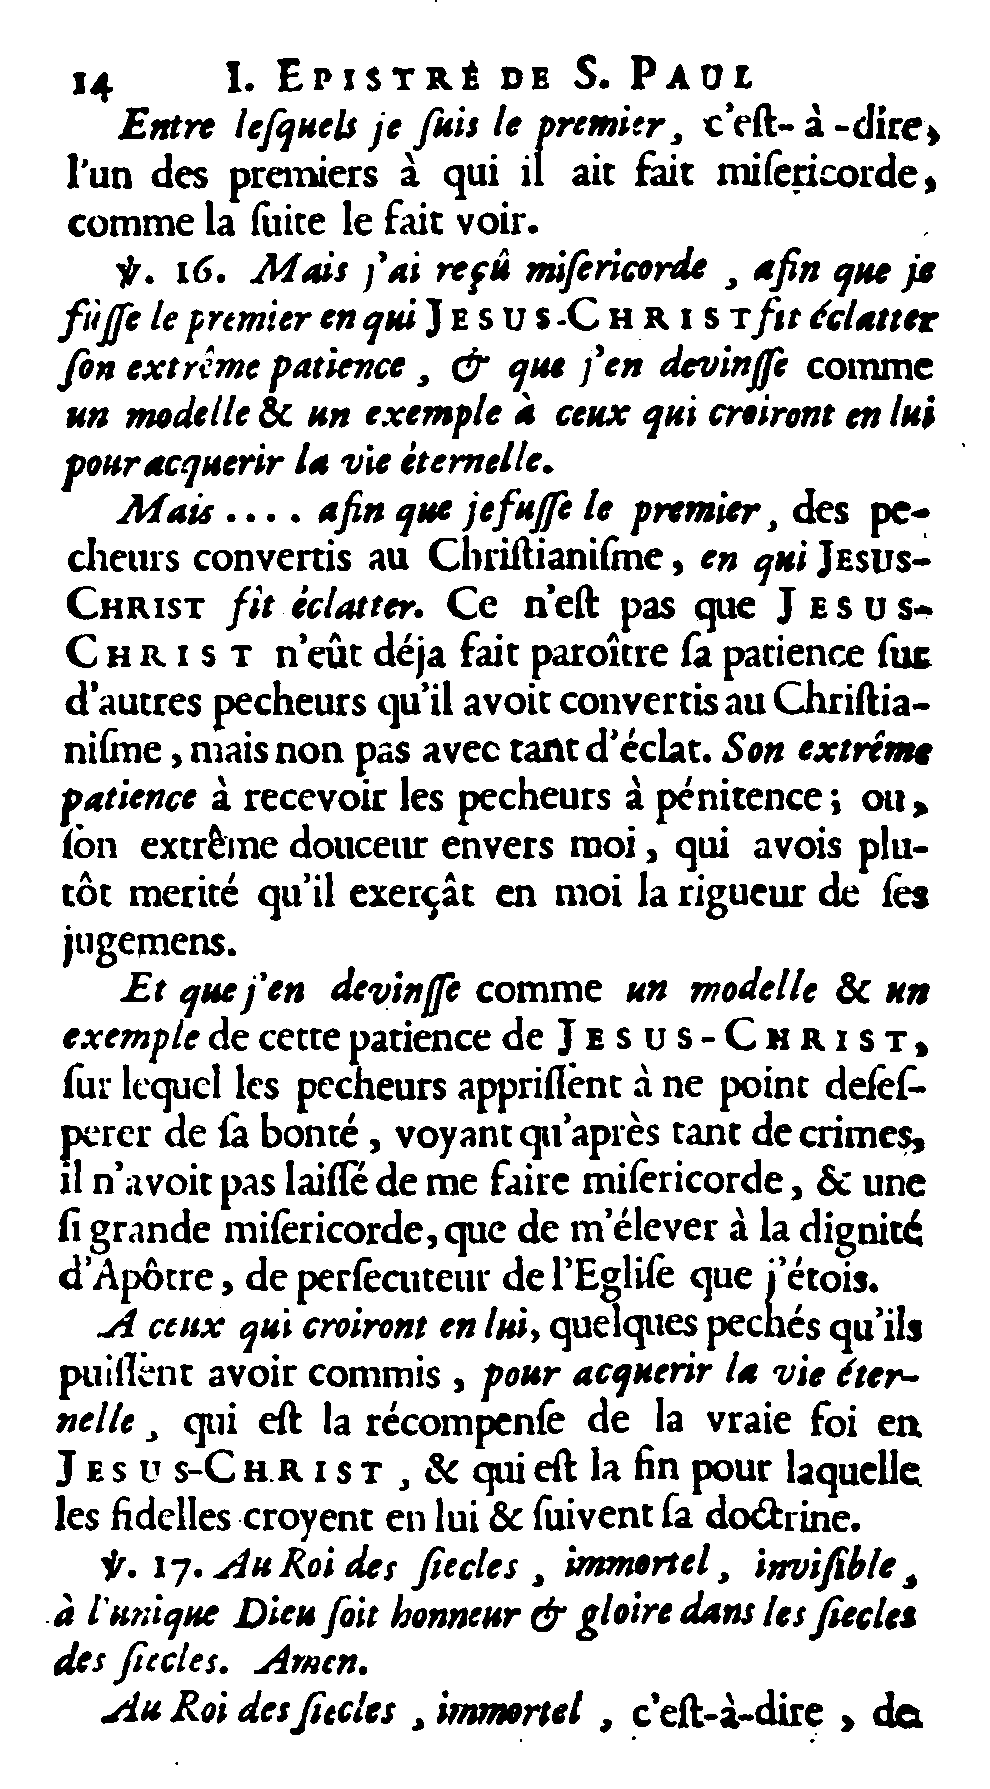 14 I. EPISTRE DE S. PAUL
Entre leſquels je ſuis le premier, c'eſt-à-dire,
l'un des premiers à qui il ait fait miſericorde,
comme la ſuite le fait voir.
℣. 16. Mais j'ai reçû miſericorde, afin que je
fuſſe le premier en qui JESUS-CHRIST fit éclatter
ſon extrême patience, & que j'en devinſſe comme
un modelle & un exemple à ceux qui croiront en lui
pour acquerir la vie éternelle.
Mais .... afin que je fuſſe le premier, des pe-
cheurs convertis au Chriſtianiſme, en qui JESUS-
CHRIST fit éclatter. Ce n'eſt pas que JESUS-
CHRIST n'eût déja fait paroître ſa patience ſur
d'autres pecheurs qu'il avoit convertis au Chriſtia-
niſme, mais non pas avec tant d'éclat. Son extrême
patience à recevoir les pecheurs à pénitence; ou,
ſon extrême douceur envers moi, qui avois plu-
tôt merité qu'il exerçât en moi la rigueur de ſes
jugemens.
Et que j'en devinſſe comme un modelle & un
exemple de cette patience de JESUS-CHRIST,
ſur lequel les pecheurs appriſſent à ne point deſeſ-
perer de ſa bonté, voyant qu'après tant de crimes,
il n'avoit pas laiſſé de me faire miſericorde, & une
ſi grande miſericorde, que de m'élever à la dignité
d'Apôtre, de perſecuteur de l'Egliſe que j'étois.
A ceux qui croiront en lui, quelques pechés qu'ils
puiſſent avoir commis, pour acquerir la vie éter-
nelle, qui eſt la récompenſe de la vraie foi en
JESUS-CHRIST, & qui eſt la fin pour laquelle
les fidelles croyent en lui & ſuivent ſa doctrine.
℣. 17. Au Roi des ſiecles, immortel, inviſible,
à l'unique Dieu ſoit honneur & gloire dans les ſiecles
des ſiecles. Amen.
Au Roi des ſiecles, immortel, c'eſt-à-dire, de